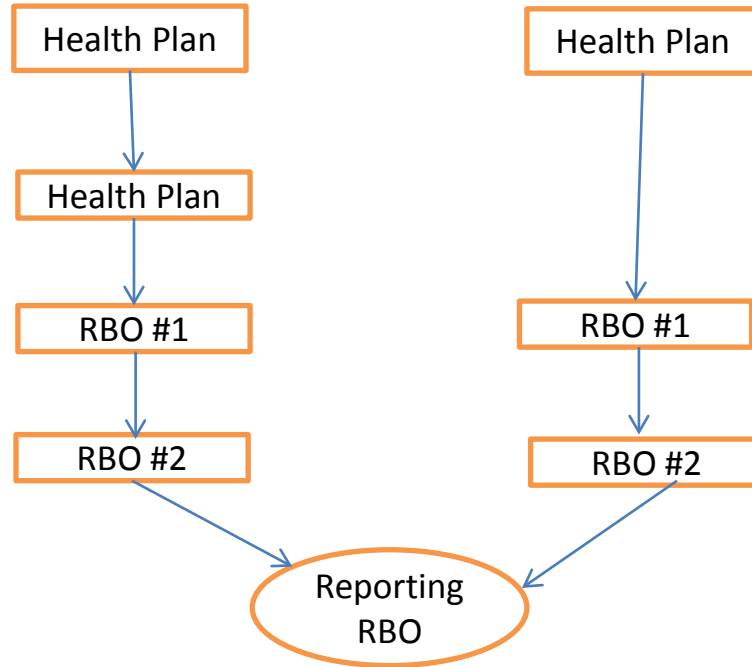 Health Plan
Health Plan
Health Plan
RBO #1
RBO #1
RBO #2
RBO #2
Reporting
RBO